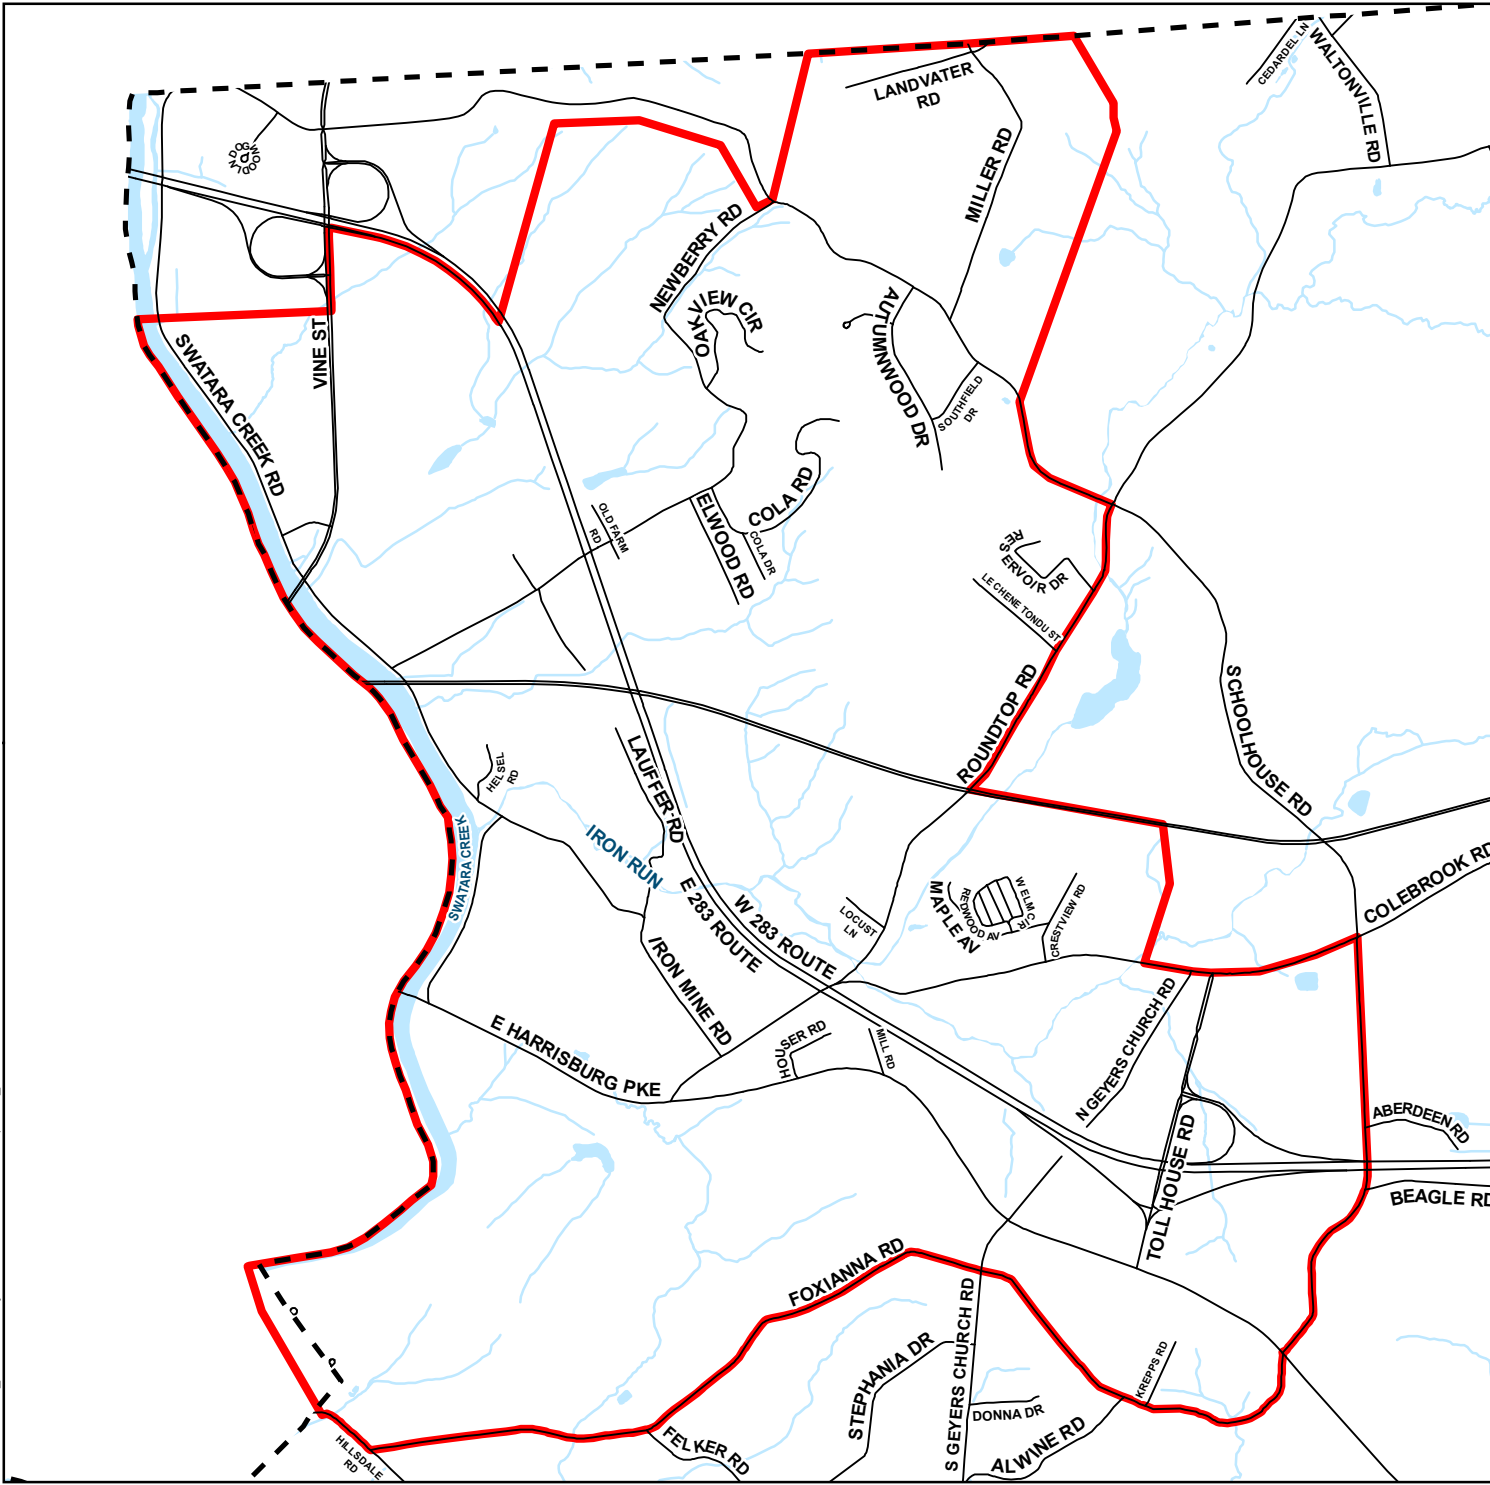 CEDARDEL LN
WALTONVILLE RD
LANDVATER
RD
DOGWOOD LN
MILLER RD
NEWBERRY RD
OAKVIEW CIR
AUTUMNWOOD DR
VINE ST
SWATARA CREEK RD
SOUTHFIELD
DR
COLA RD
ELWOOD RD
OLD FARM
RD
COLA DR
RESERVOIR DR
LE CHENE TONDU ST
ROUNDTOP RD
SCHOOLHOUSE RD
HELSEL
RD
LAUFFER RD
SWATARA CREEK
IRON RUN
E 283 ROUTE
W 283 ROUTE
LOCUST
LN
MAPLE AV
REDWOOD AV
W ELM CIR
CRESTVIEW RD
COLEBROOK RD
IRON MINE RD
E HARRISBURG PKE
HOUSER RD
MILL RD
N GEYERS CHURCH RD
TOLL HOUSE RD
ABERDEEN RD
BEAGLE RD
FOXIANNA RD
STEPHANIA DR
S GEYERS CHURCH RD
KREPPS RD
DONNA DR
ALWINE RD
FELKER RD
HILLSDALE
RD